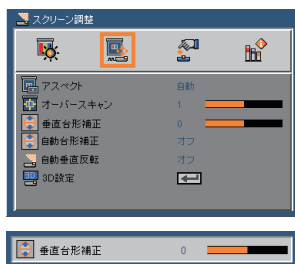 スクリーン調整
アスペクト 自動
オーバースキャン 1
垂直台形補正 0
自動台形補正 オフ
自動垂直反転 オフ
3D 3D設定
垂直台形補正 0